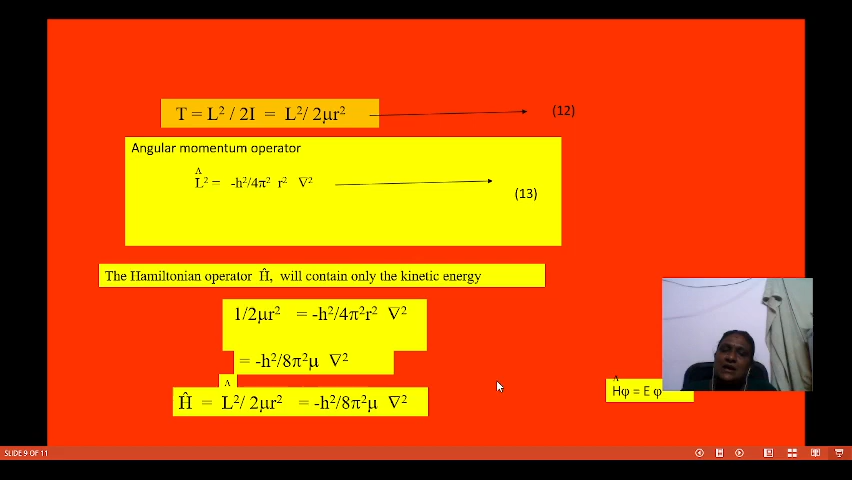 T = L² / 2I = L²/ 2μr²
(12)
Angular momentum operator
L̂² = -h²/4π² r² ∇²
(13)
The Hamiltonian operator Ĥ, will contain only the kinetic energy
1/2μr² = -h²/4π²r² ∇²
= -h²/8π²μ ∇²
Ĥ = L̂²/ 2μr² = -h²/8π²μ ∇²
Ĥφ = E φ
SLIDE 9 OF 11